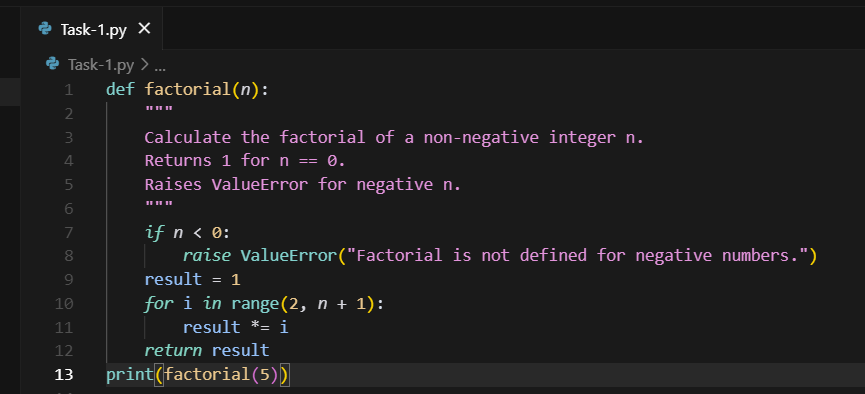 Task-1.py ×
Task-1.py > ...
1 def factorial(n):
2     """
3     Calculate the factorial of a non-negative integer n.
4     Returns 1 for n == 0.
5     Raises ValueError for negative n.
6     """
7     if n < 0:
8         raise ValueError("Factorial is not defined for negative numbers.")
9     result = 1
10     for i in range(2, n + 1):
11         result *= i
12     return result
13 print(factorial(5))